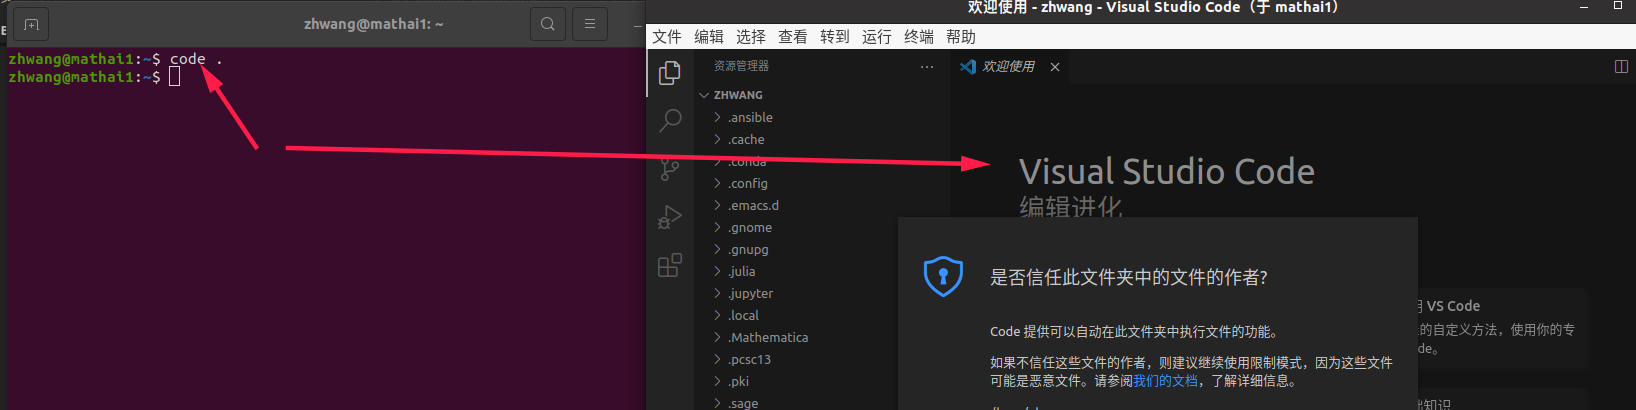 zhwang@mathai1: ~
zhwang@mathai1:~$ code .
zhwang@mathai1:~$
欢迎使用 - zhwang - Visual Studio Code（于 mathai1）
文件 编辑 选择 查看 转到 运行 终端 帮助
资源管理器
欢迎使用
ZHWANG
.ansible
.cache
.conda
.config
.emacs.d
.gnome
.gnupg
.julia
.jupyter
.local
.Mathematica
.pcsc13
.pki
.sage
Visual Studio Code
编辑进化
是否信任此文件夹中的文件的作者?
Code 提供可以自动在此文件夹中执行文件的功能。
如果不信任这些文件的作者，则建议继续使用限制模式，因为这些文件
可能是恶意文件。请参阅我们的文档，了解详细信息。
VS Code
的自定义方法，使用你的专
de。
知识